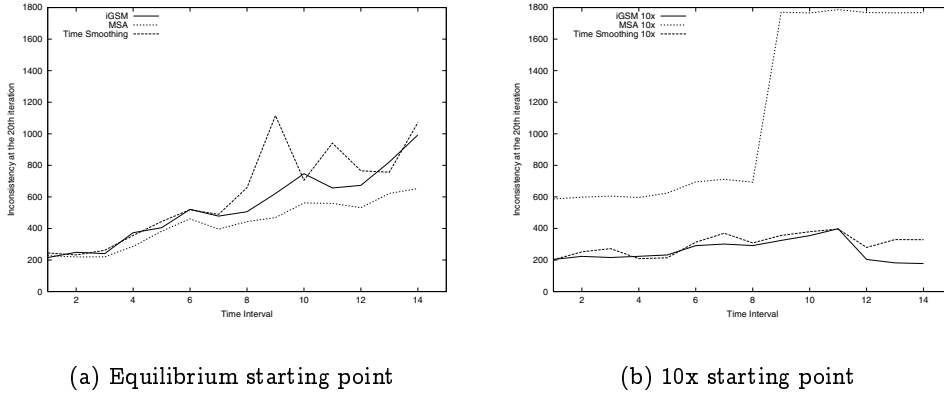 iGSM
MSA
Time Smoothing
1800
1600
1400
1200
1000
800
600
400
200
0
Inconsistency at the 20th iteration
2 4 6 8 10 12 14
Time Interval
(a) Equilibrium starting point
iGSM 10x
MSA 10x
Time Smoothing 10x
1800
1600
1400
1200
1000
800
600
400
200
0
Inconsistency at the 20th iteration
2 4 6 8 10 12 14
Time Interval
(b) 10x starting point